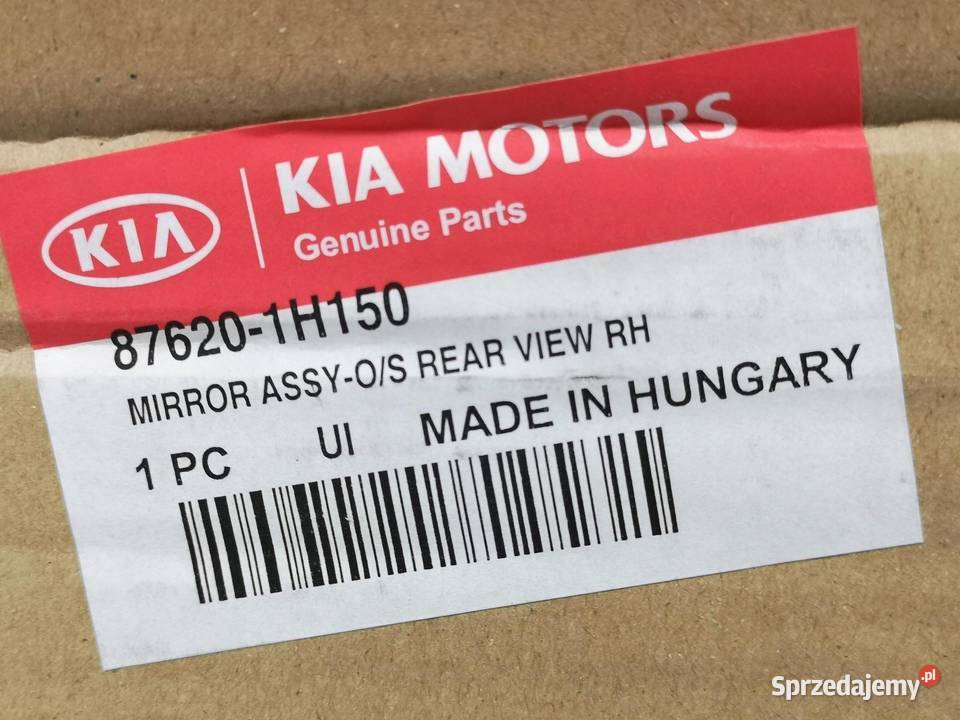 KIA
KIA MOTORS
Genuine Parts
87620-1H150
MIRROR ASSY-O/S REAR VIEW RH
1 PC UI MADE IN HUNGARY
Sprzedajemy.pl